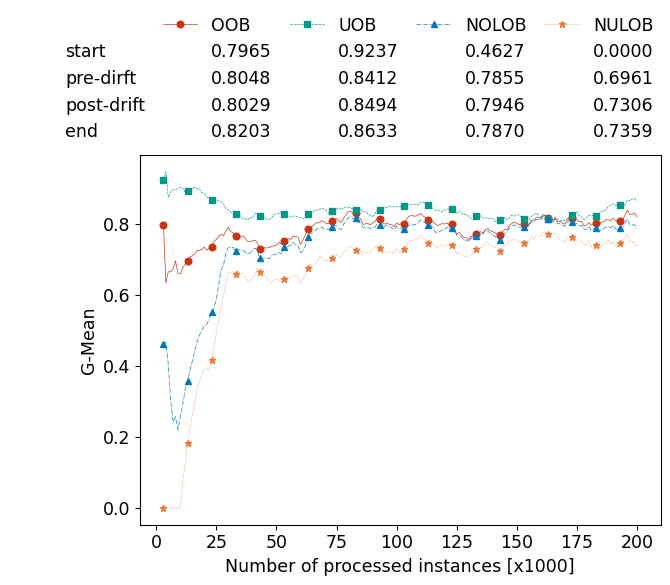 OOB UOB NOLOB NULOB
start 0.7965 0.9237 0.4627 0.0000
pre-dirft 0.8048 0.8412 0.7855 0.6961
post-drift 0.8029 0.8494 0.7946 0.7306
end 0.8203 0.8633 0.7870 0.7359
0.8
0.6
0.4
0.2
0.0
G-Mean
0 25 50 75 100 125 150 175 200
Number of processed instances [x1000]